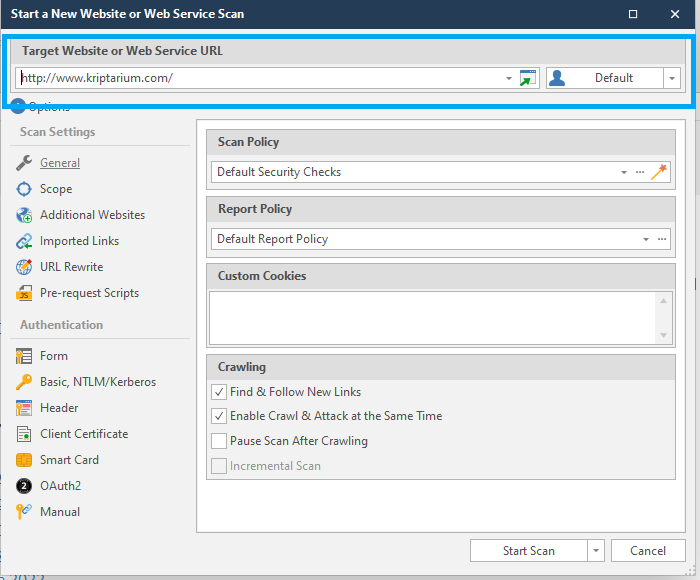 Start a New Website or Web Service Scan
Target Website or Web Service URL
http://www.kriptarium.com/
Default
Options
Scan Settings
General
Scope
Additional Websites
Imported Links
URL Rewrite
JS
Pre-request Scripts
Authentication
Form
Basic, NTLM/Kerberos
Header
Client Certificate
Smart Card
2
OAuth2
Manual
Scan Policy
Default Security Checks
Report Policy
Default Report Policy
Custom Cookies
Crawling
Find & Follow New Links
Enable Crawl & Attack at the Same Time
Pause Scan After Crawling
Incremental Scan
Start Scan
Cancel